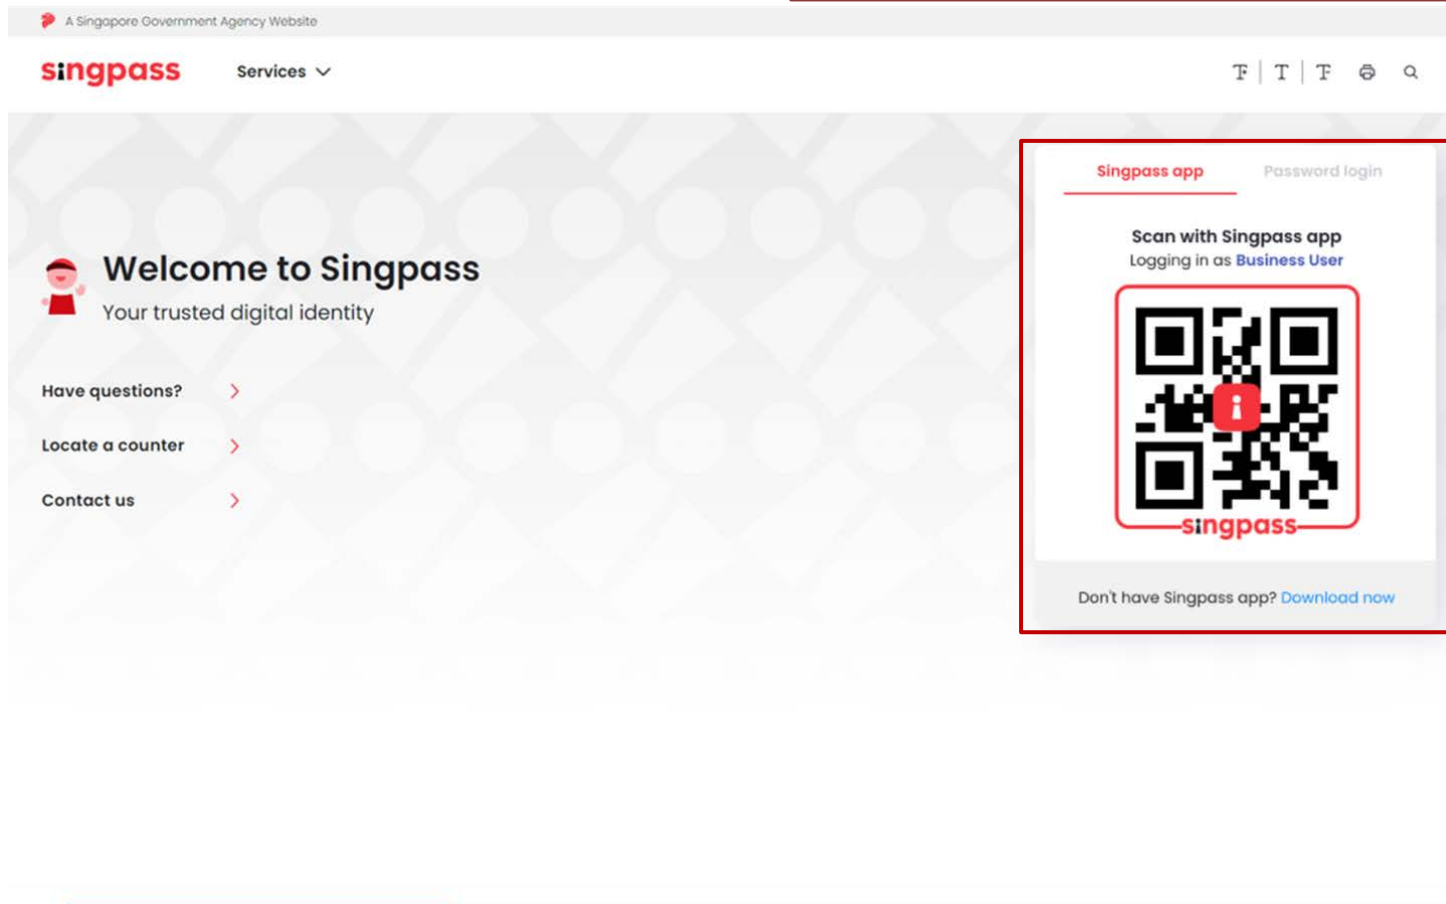 A Singapore Government Agency Website
singpass
Services
T | T | T
Welcome to Singpass
Your trusted digital identity
Have questions?
Locate a counter
Contact us
Singpass app
Password login
Scan with Singpass app
Logging in as Business User
singpass
Don't have Singpass app? Download now